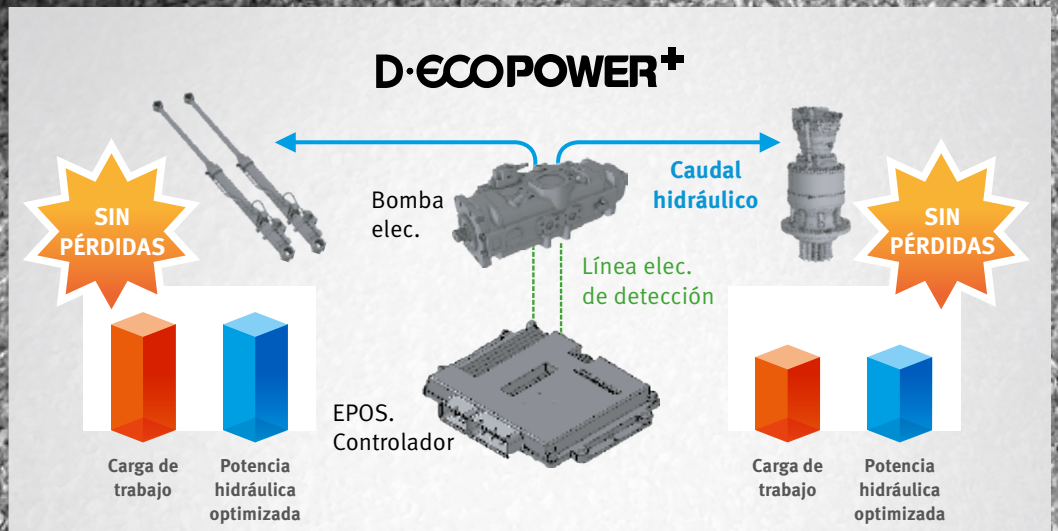 D·ECOPOWER+
SIN
PÉRDIDAS
Bomba
elec.
Caudal
hidráulico
SIN
PÉRDIDAS
Línea elec.
de detección
EPOS.
Controlador
Carga de
trabajo
Potencia
hidráulica
optimizada
Carga de
trabajo
Potencia
hidráulica
optimizada